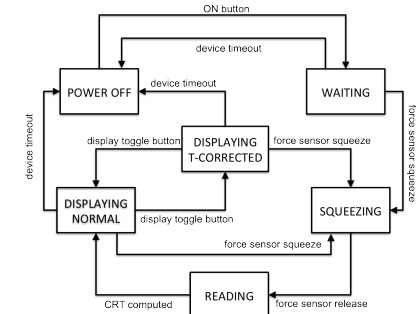 ON button
device timeout
device timeout
POWER OFF
WAITING
device timeout
force sensor squeeze
display toggle button
DISPLAYING
T-CORRECTED
force sensor squeeze
DISPLAYING
NORMAL
display toggle button
SQUEEZING
force sensor squeeze
READING
CRT computed
force sensor release